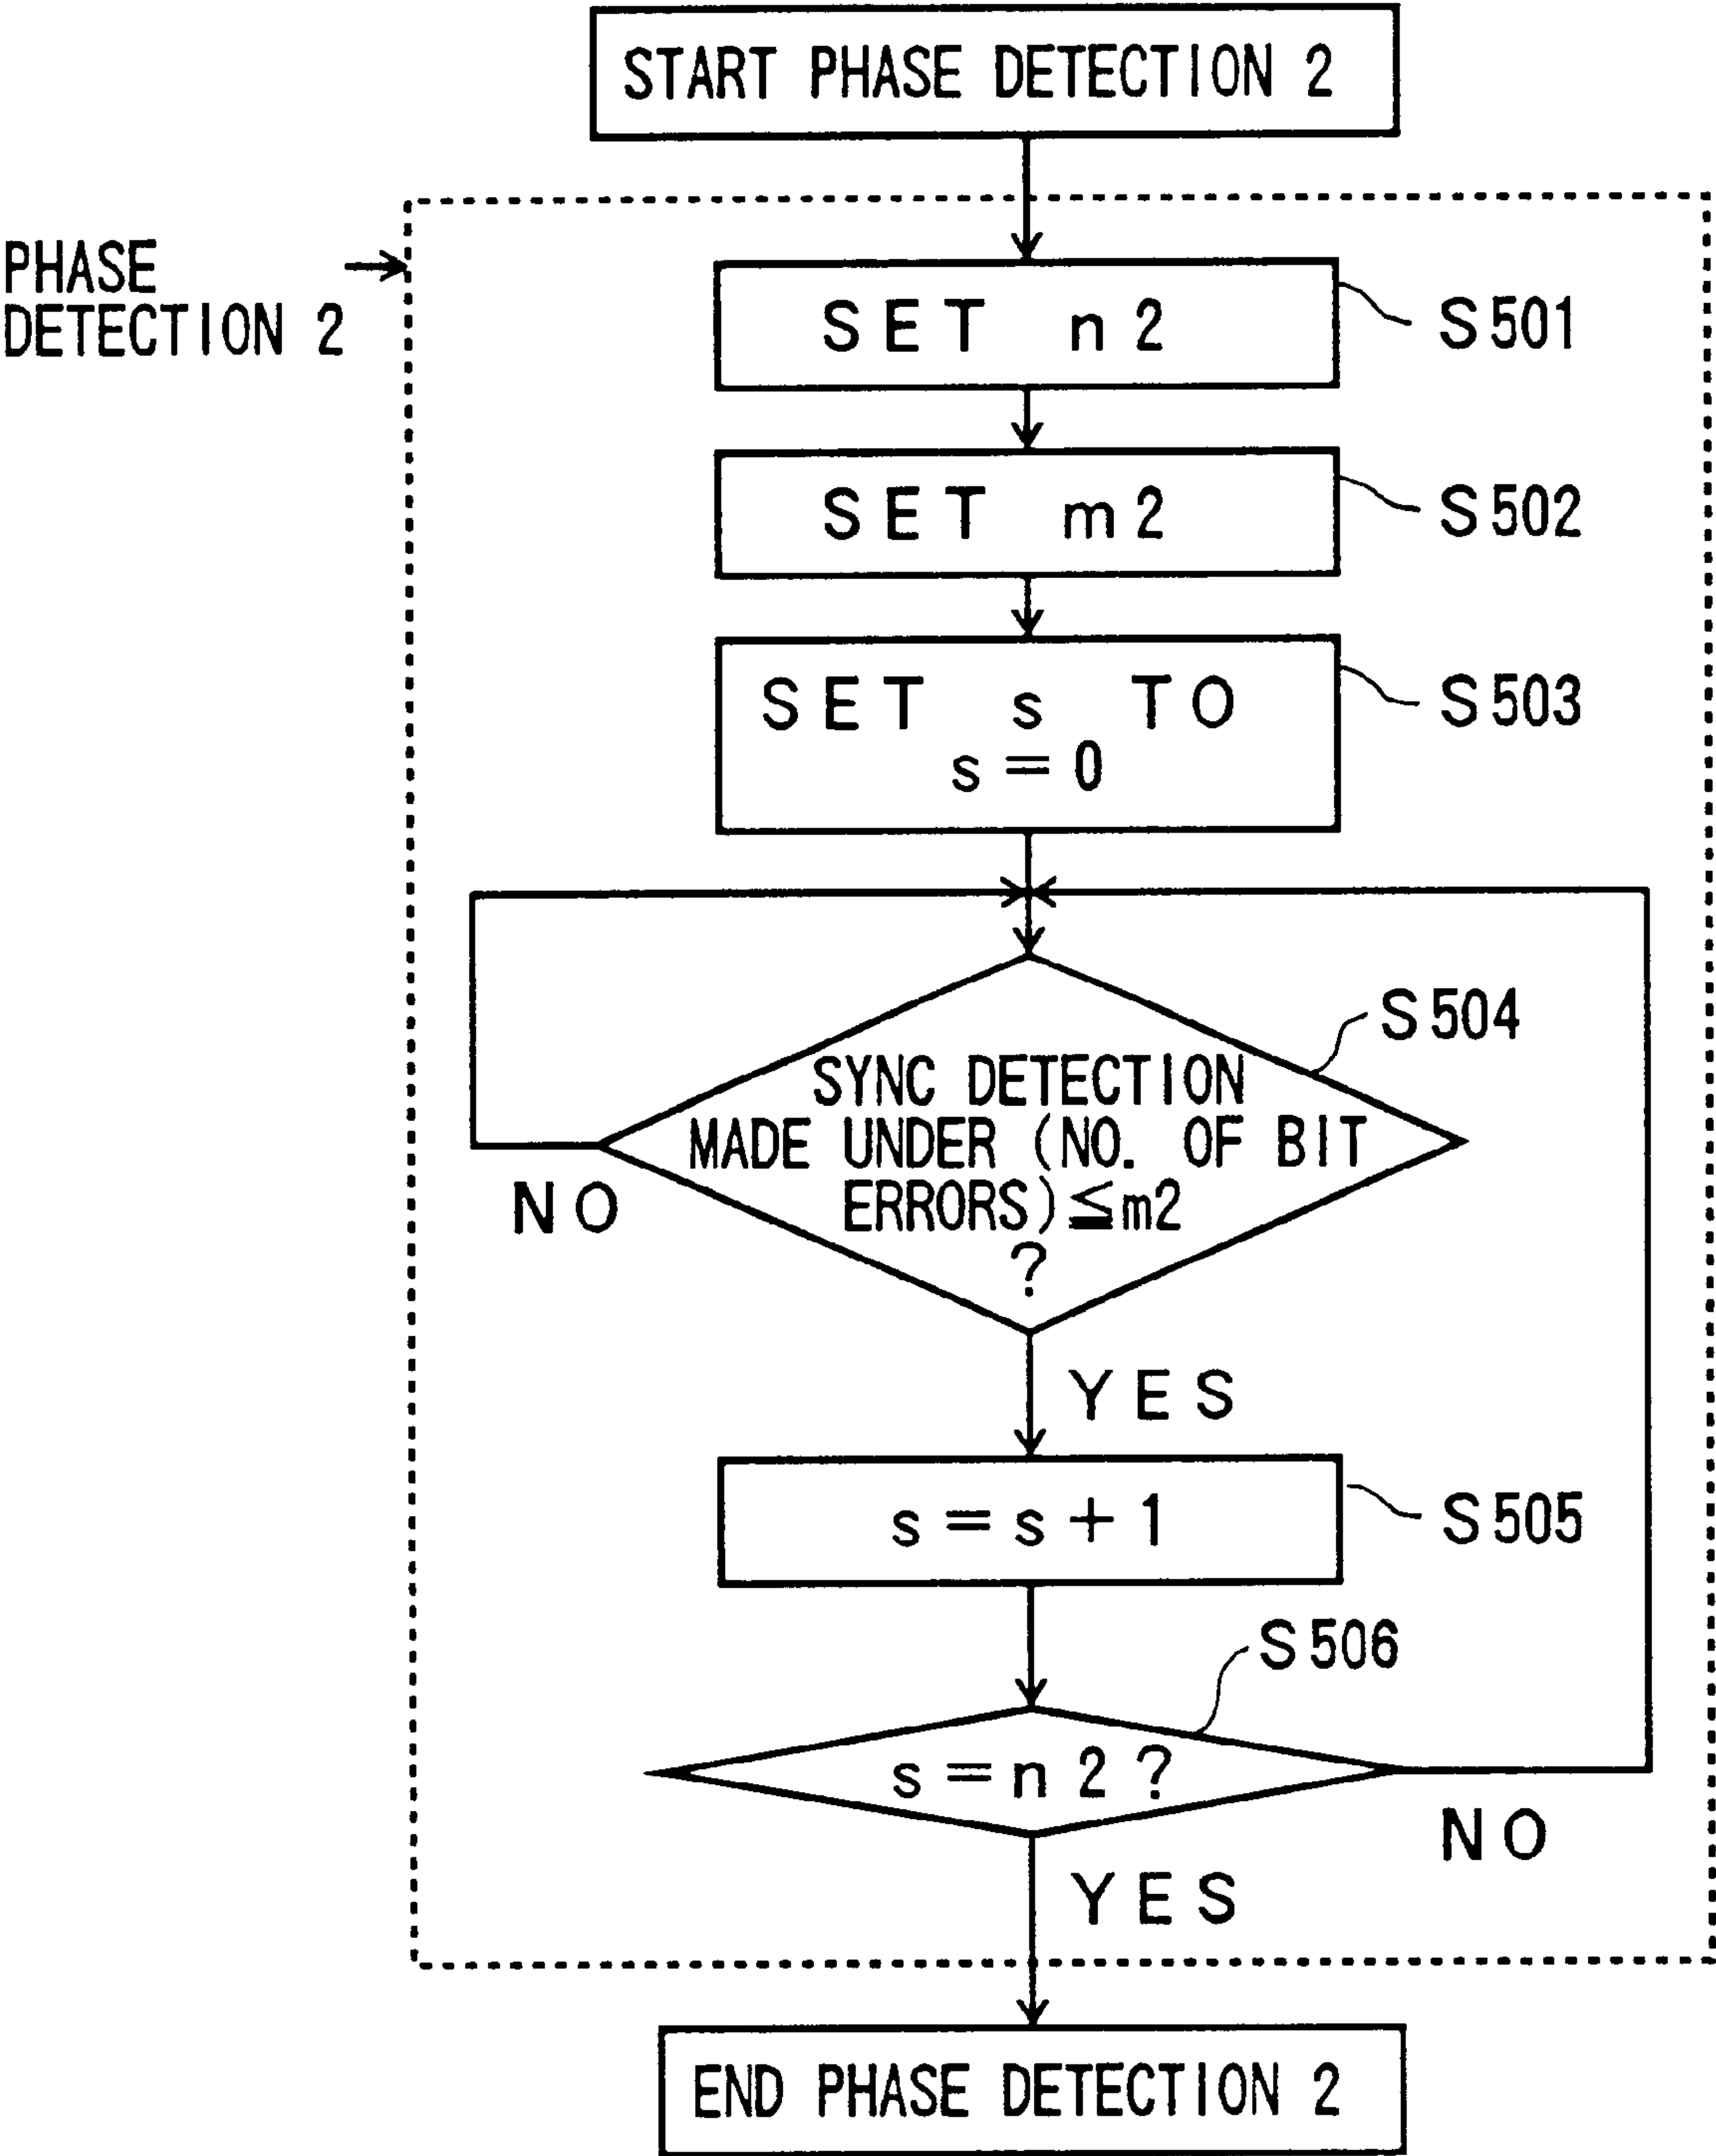 START PHASE DETECTION 2
PHASE
DETECTION 2
SET n2
S501
SET m2
S502
SET s TO
s=0
S503
S504
SYNC DETECTION
MADE UNDER (NO. OF BIT
ERRORS)≦m2
?
NO
YES
s=s+1
S505
S506
s=n2?
NO
YES
END PHASE DETECTION 2